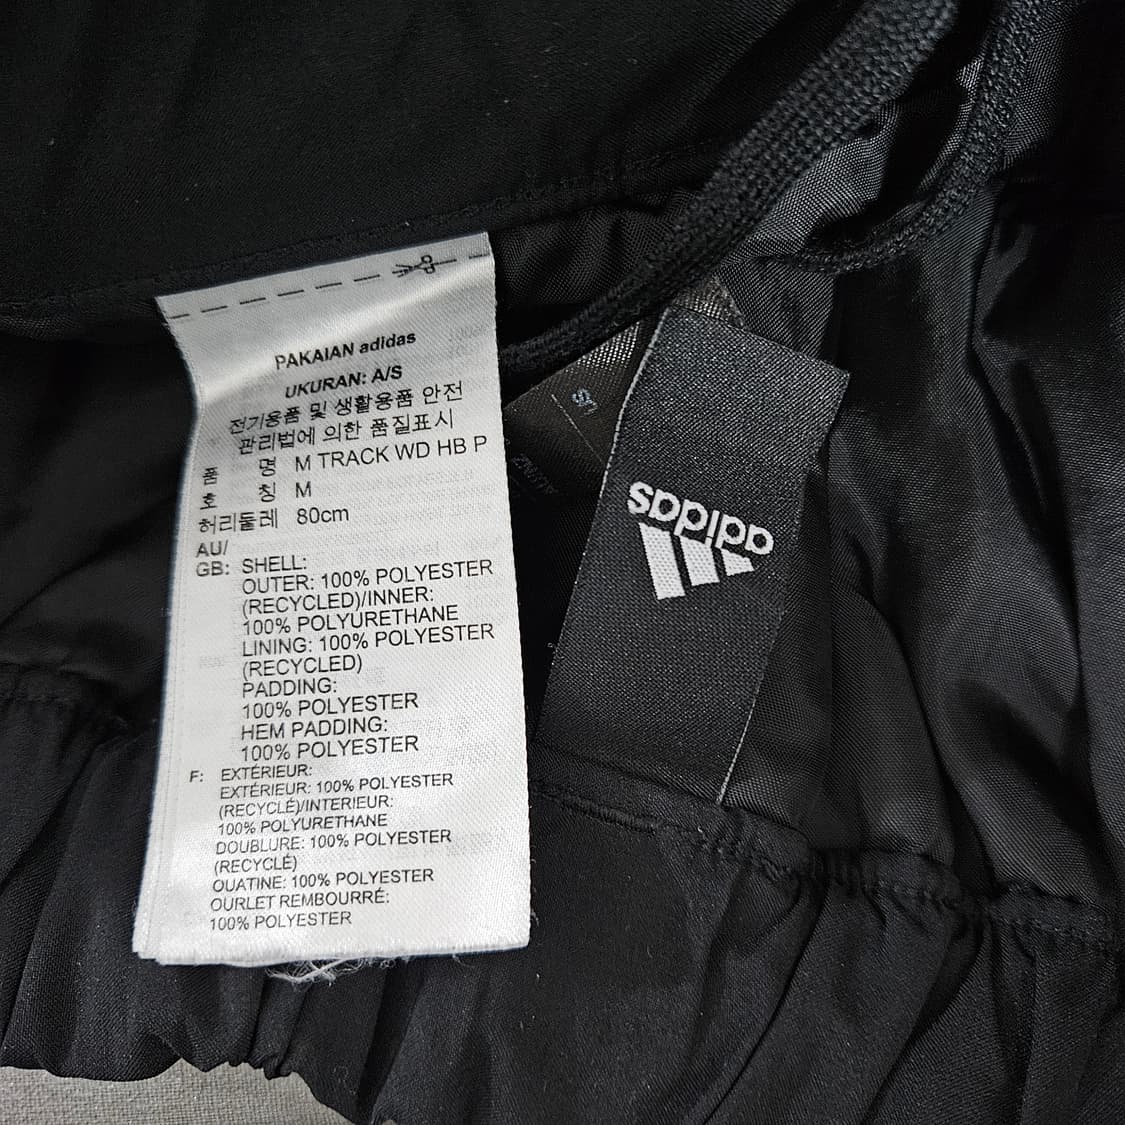 PAKAIAN adidas
UKURAN: A/S
전기용품 및 생활용품 안전
관리법에 의한 품질표시
품 명 M TRACK WD HB P
호 칭 M
허리둘레 80cm
AU/
GB: SHELL:
OUTER: 100% POLYESTER
(RECYCLED)/INNER:
100% POLYURETHANE
LINING: 100% POLYESTER
(RECYCLED)
PADDING:
100% POLYESTER
HEM PADDING:
100% POLYESTER
F: EXTÉRIEUR:
EXTÉRIEUR: 100% POLYESTER
(RECYCLÉ)/INTERIEUR:
100% POLYURETHANE
DOUBLURE: 100% POLYESTER
(RECYCLÉ)
OUATINE: 100% POLYESTER
OURLET REMBOURRÉ:
100% POLYESTER
adidas
US